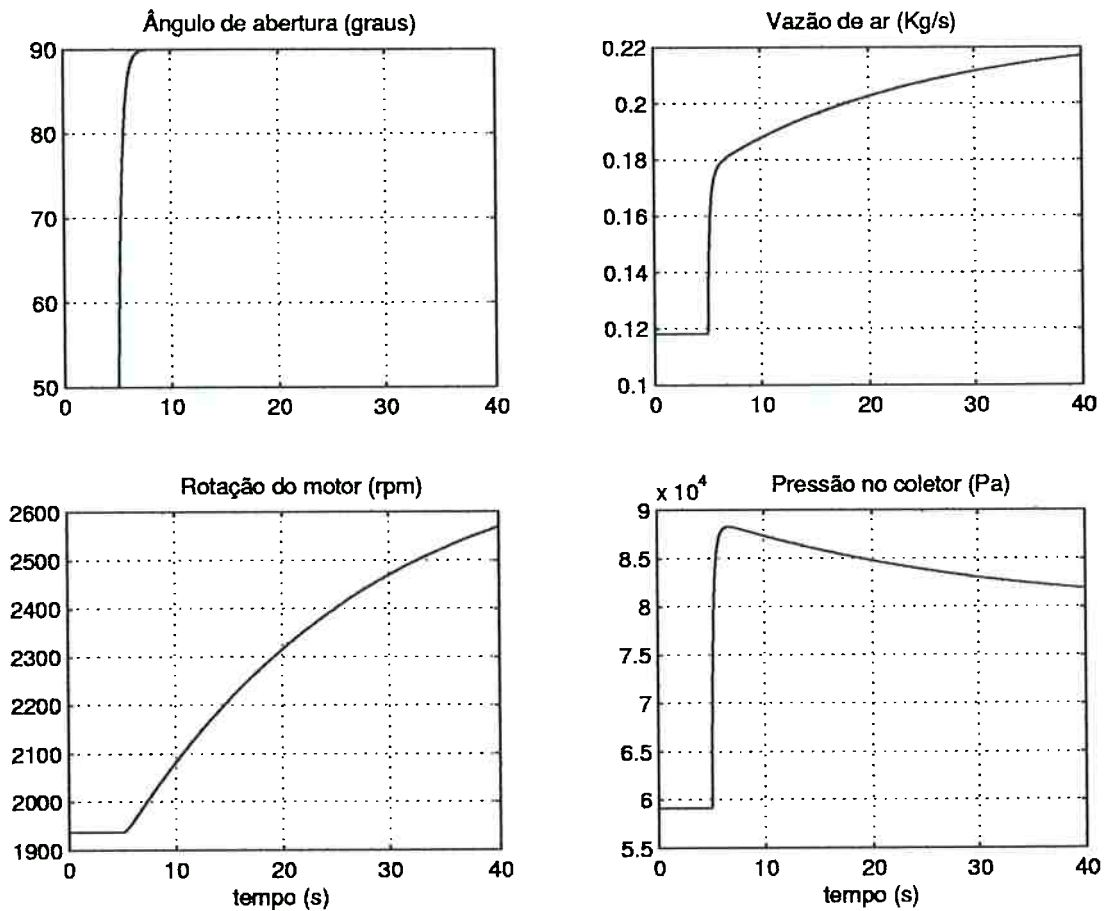 Ângulo de abertura (graus)
90
80
70
60
50
0 10 20 30 40
Vazão de ar (Kg/s)
0.22
0.2
0.18
0.16
0.14
0.12
0.1
0 10 20 30 40
Rotação do motor (rpm)
2600
2500
2400
2300
2200
2100
2000
1900
0 10 20 30 40
tempo (s)
x 10⁴ Pressão no coletor (Pa)
9
8.5
8
7.5
7
6.5
6
5.5
0 10 20 30 40
tempo (s)